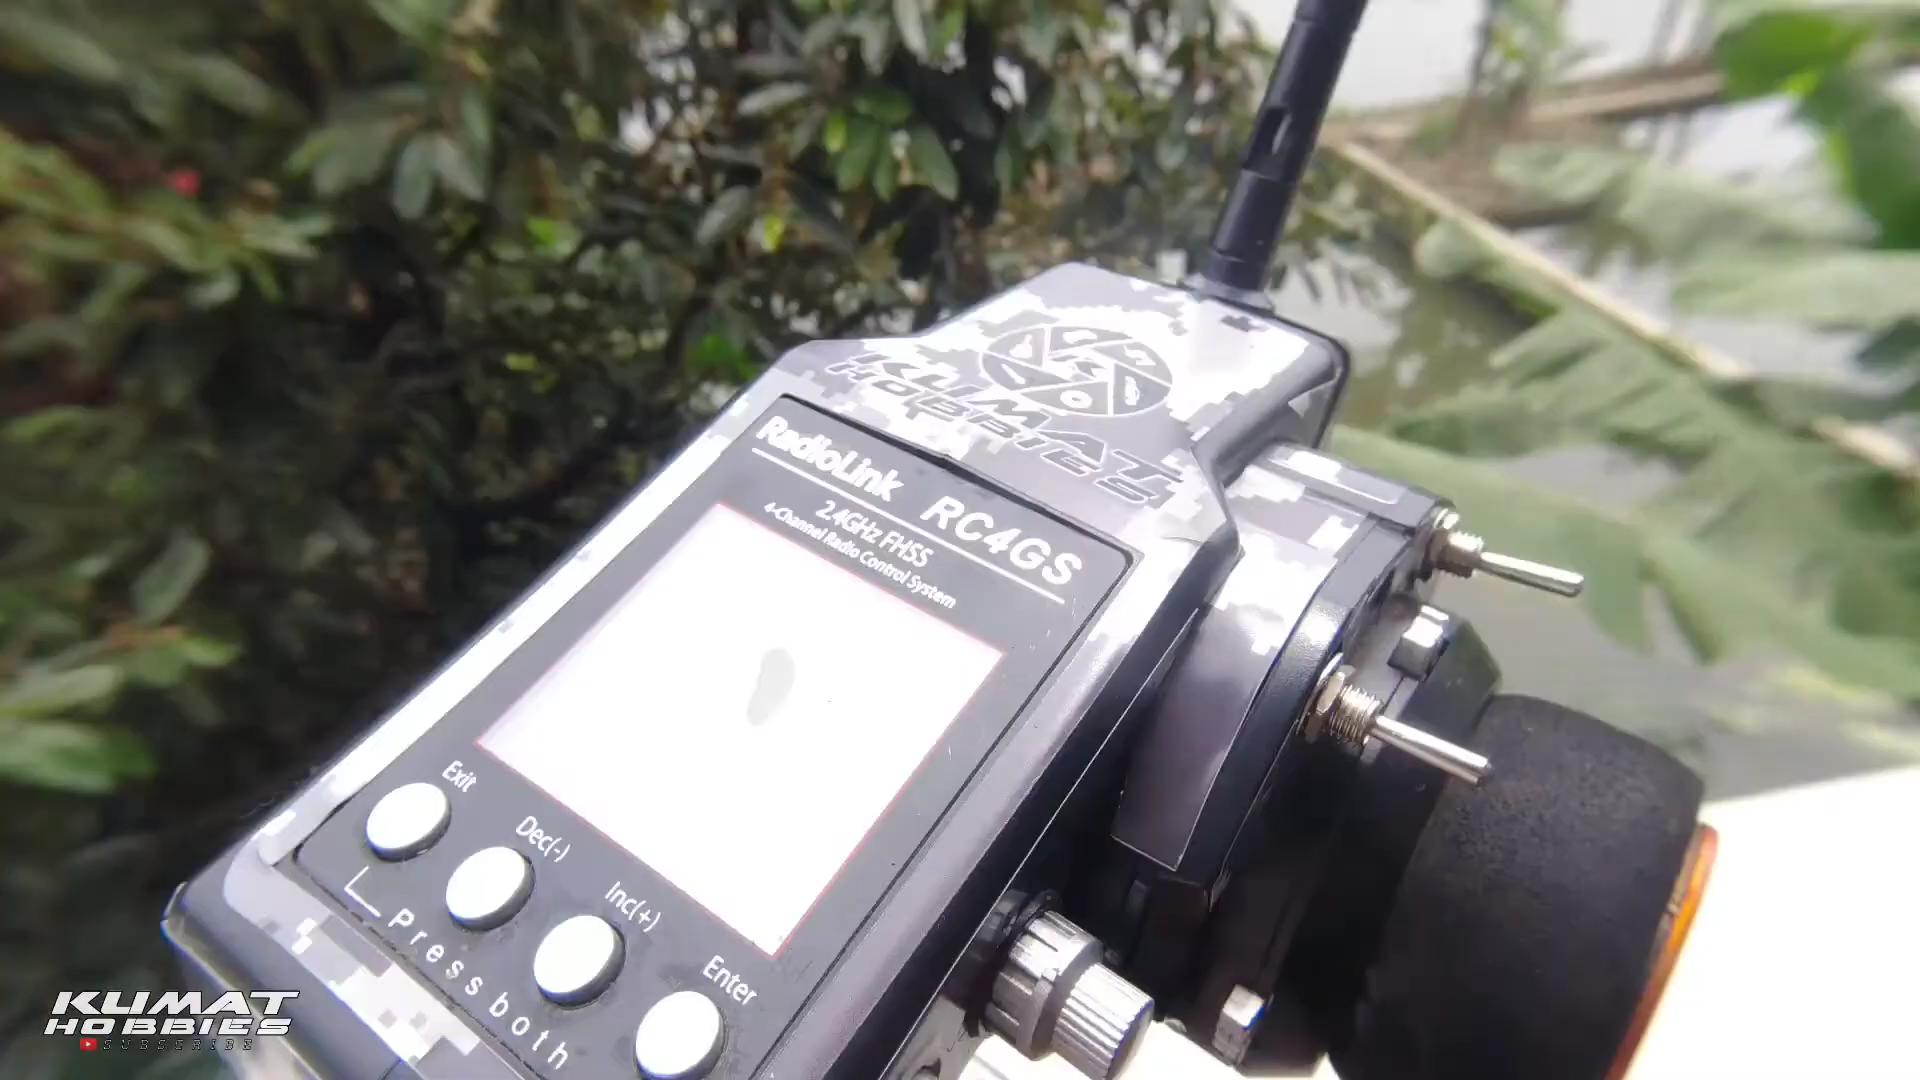 KUMAT
HOBBIES
RadioLink RC4GS
2.4GHz FHSS
4-Channel Radio Control System
Exit
Dec(-)
Inc(+)
Enter
Press both
KUMAT
HOBBIES
SUBSCRIBE